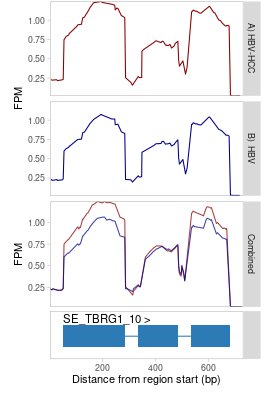 1.00
0.75
0.50
0.25
A) HBV-HCC
FPM
1.00
0.75
0.50
0.25
B) HBV
1.00
0.75
0.50
0.25
FPM
Combined
SE_TBRG1_10 >
200
400
600
Distance from region start (bp)